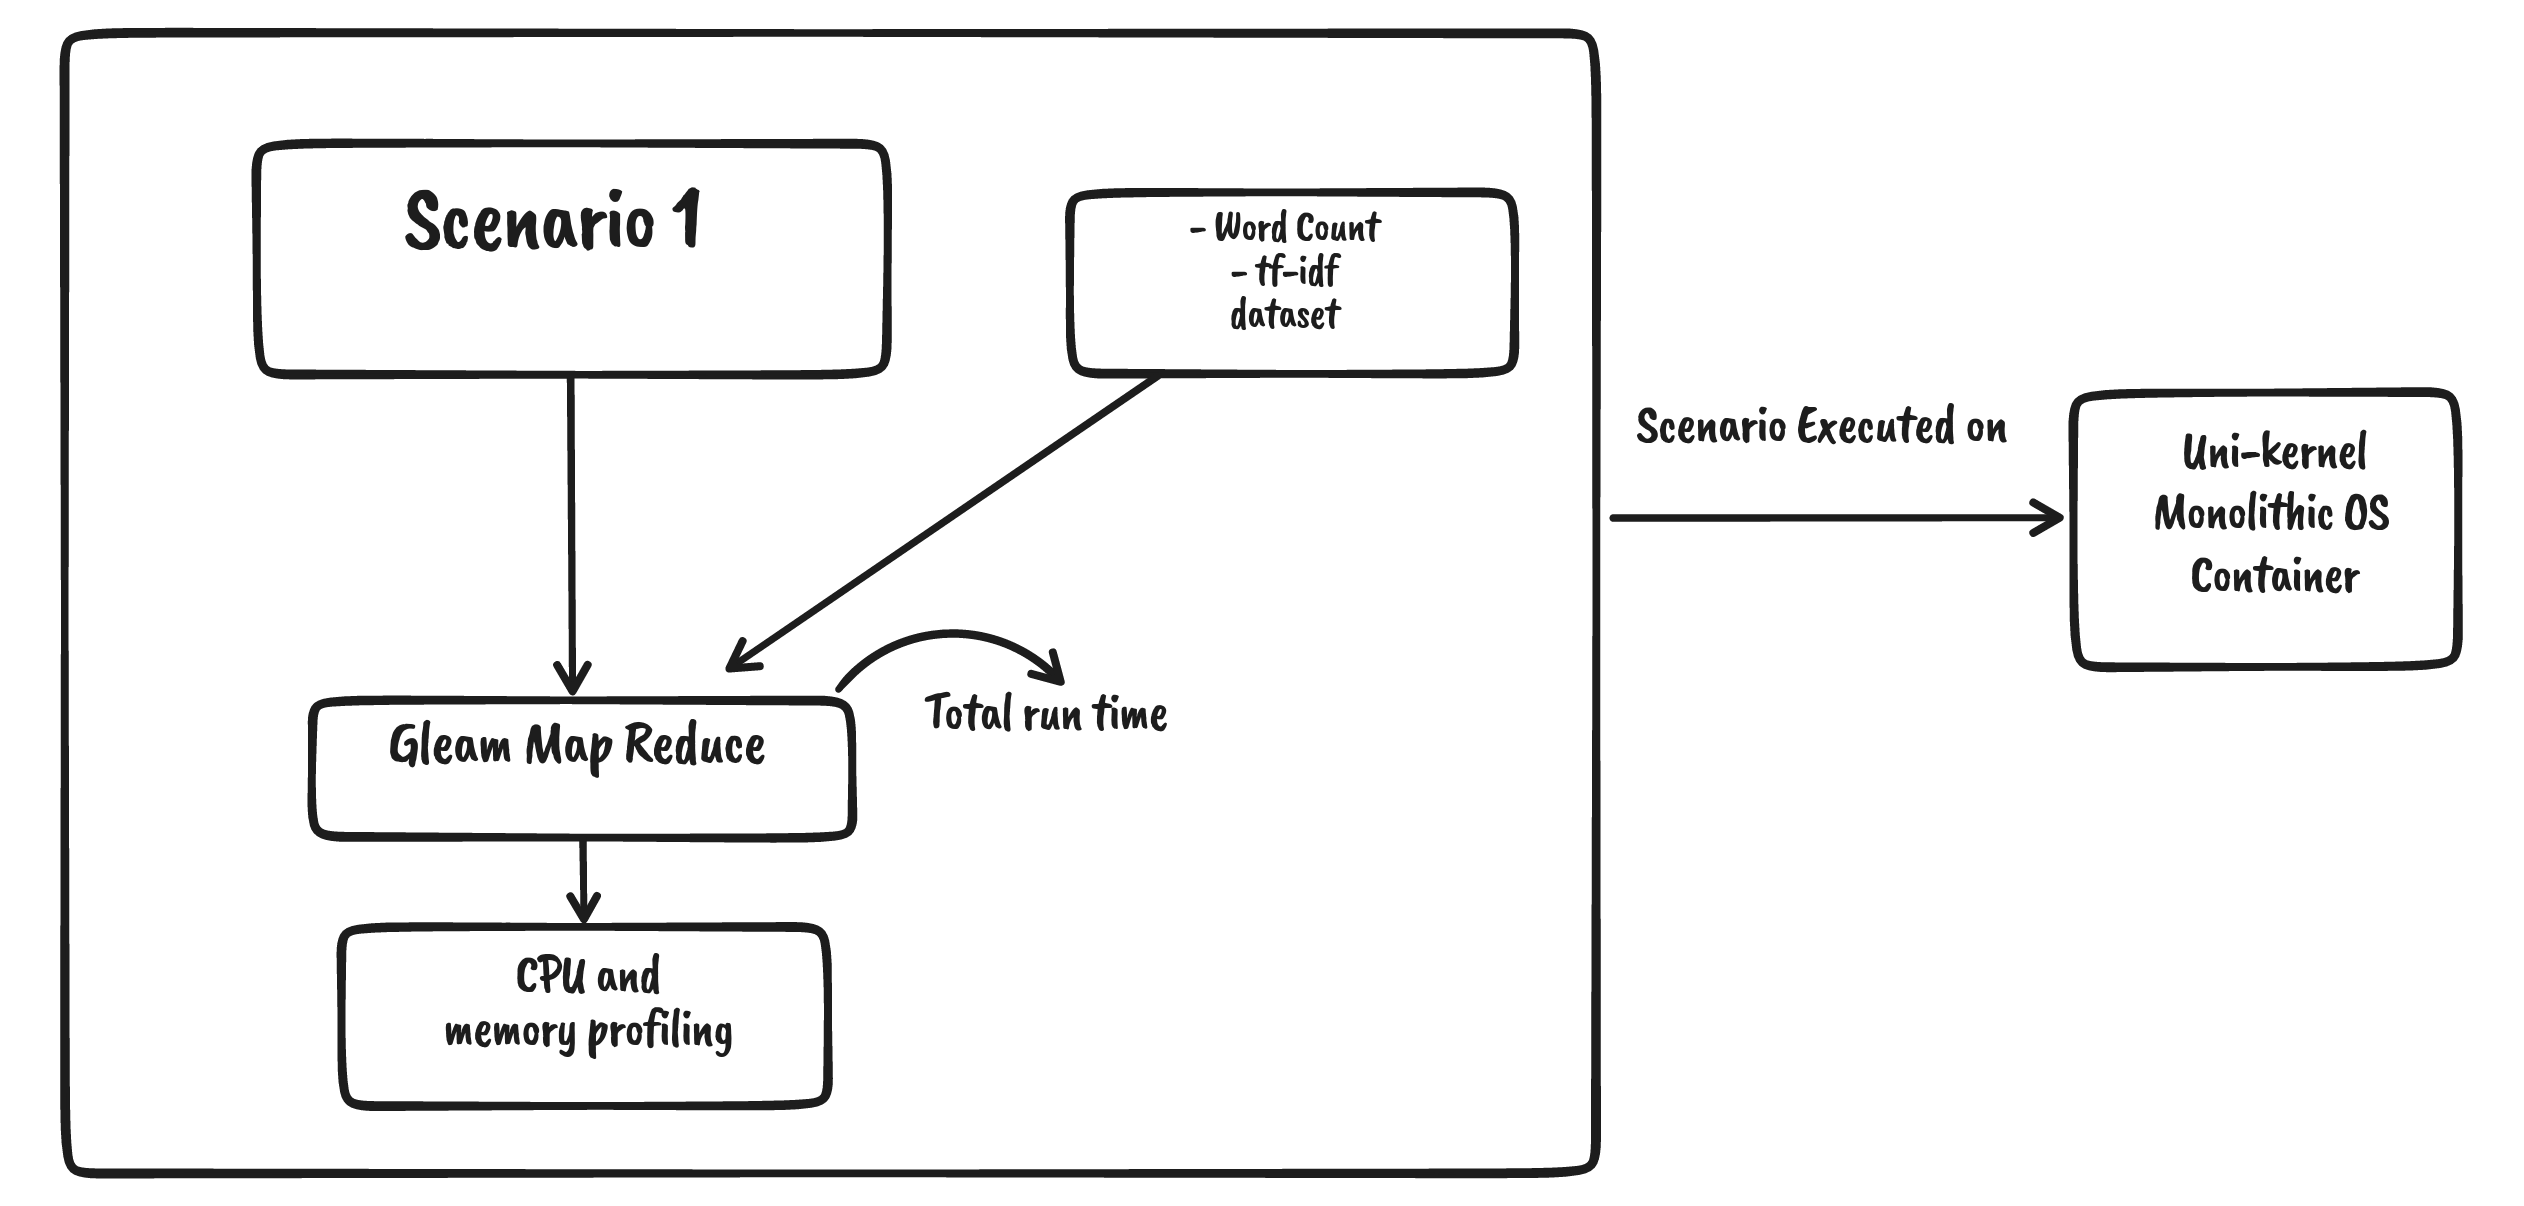 Scenario 1
- Word Count
- tf-idf
dataset
Scenario Executed on
Uni-kernel
Monolithic OS
Container
Total run time
Gleam Map Reduce
CPU and
memory profiling